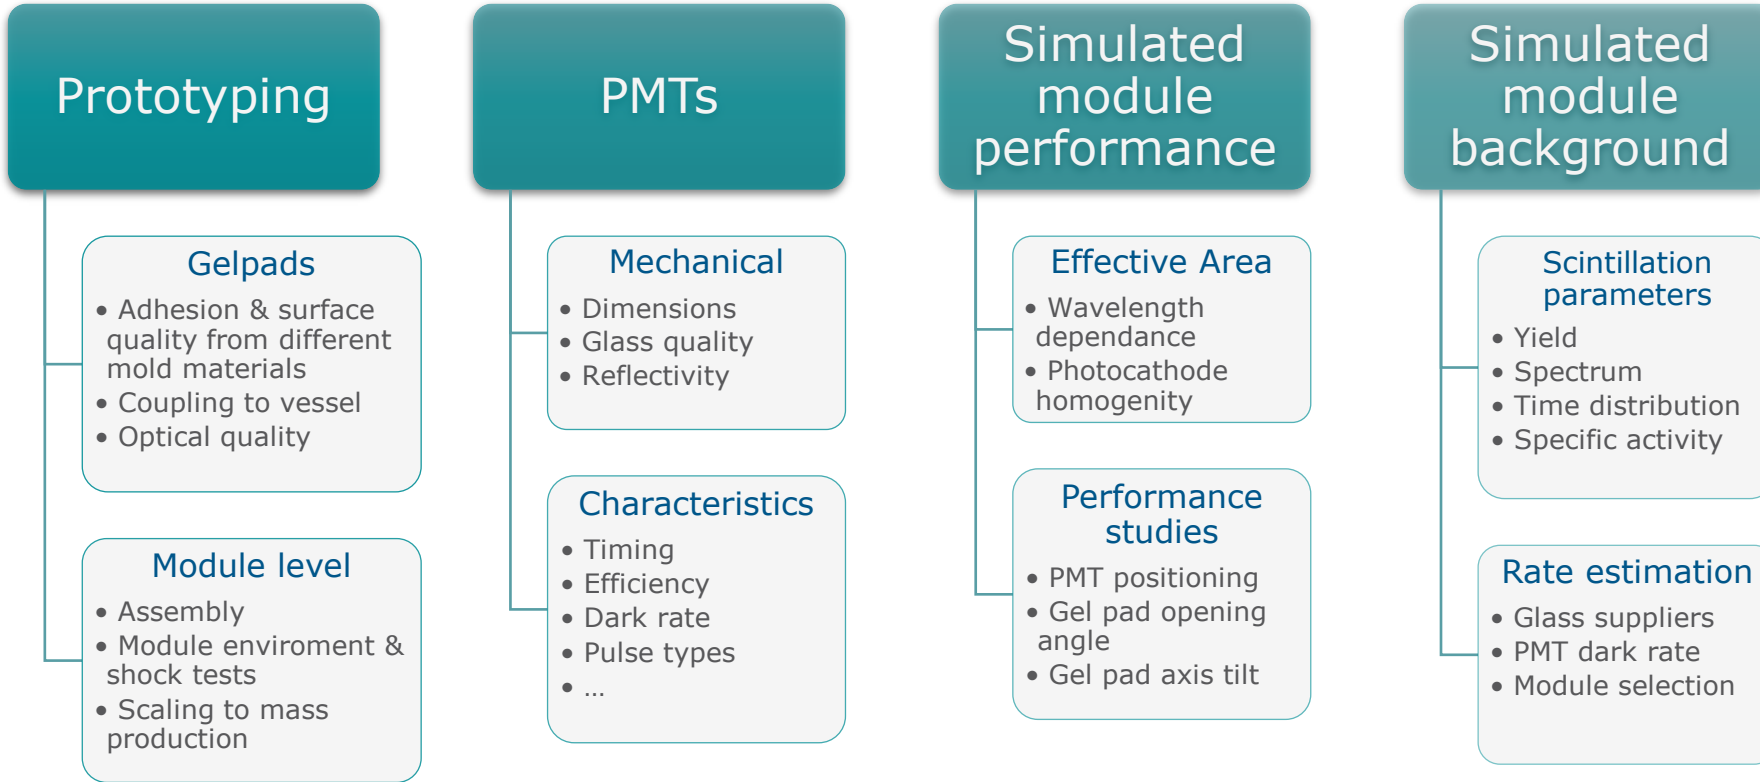 Prototyping
Gelpads
• Adhesion & surface
quality from different
mold materials
• Coupling to vessel
• Optical quality
Module level
• Assembly
• Module enviroment &
shock tests
• Scaling to mass
production
PMTs
Mechanical
• Dimensions
• Glass quality
• Reflectivity
Characteristics
• Timing
• Efficiency
• Dark rate
• Pulse types
• ...
Simulated
module
performance
Effective Area
• Wavelength
dependance
• Photocathode
homogenity
Performance
studies
• PMT positioning
• Gel pad opening
angle
• Gel pad axis tilt
Simulated
module
background
Scintillation
parameters
• Yield
• Spectrum
• Time distribution
• Specific activity
Rate estimation
• Glass suppliers
• PMT dark rate
• Module selection